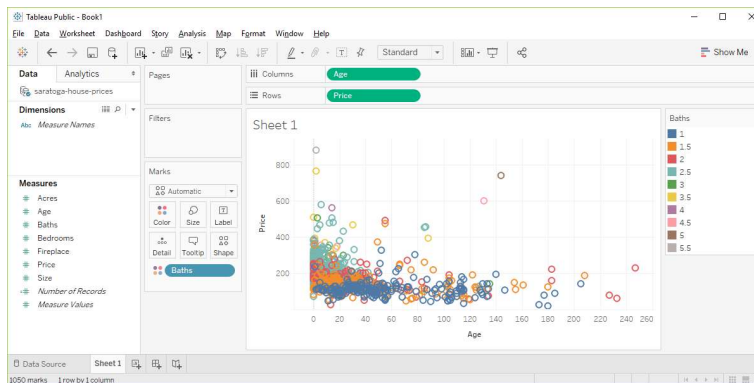 Tableau Public - Book1
File Data Worksheet Dashboard Story Analysis Map Format Window Help
Standard
Show Me
Data Analytics
saratoga-house-prices
Dimensions
Abc Measure Names
Measures
# Acres
# Age
# Baths
# Bedrooms
# Fireplace
# Price
# Size
# Number of Records
# Measure Values
Pages
Filters
Marks
Automatic
Color Size Label
Detail Tooltip Shape
Baths
Columns Age
Rows Price
Sheet 1
Price
800
600
400
200
0 20 40 60 80 100 120 140 160 180 200 220 240 260
Age
Baths
1
1.5
2
2.5
3
3.5
4
4.5
5
5.5
Data Source Sheet 1
1050 marks 1 row by 1 column